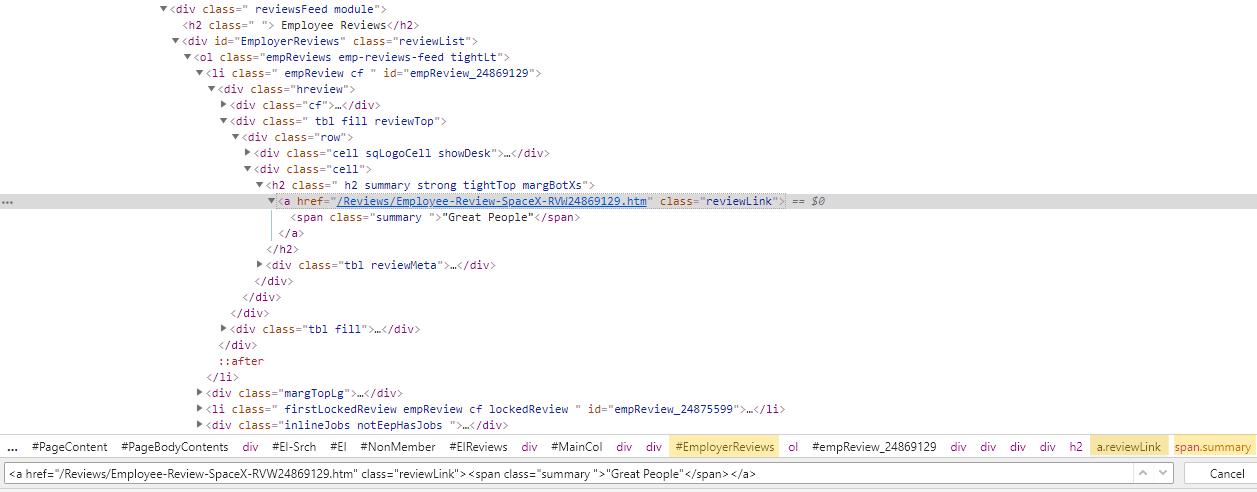 <div class=" reviewsFeed module">
<h2 class=" "> Employee Reviews</h2>
<div id="EmployerReviews" class="reviewList">
<ol class="empReviews emp-reviews-feed tightLt">
<li class=" empReview cf " id="empReview_24869129">
<div class="hreview">
<div class="cf">…</div>
<div class=" tbl fill reviewTop">
<div class="row">
<div class="cell sqLogoCell showDesk">…</div>
<div class="cell">
<h2 class=" h2 summary strong tightTop margBotXs">
... <a href="/Reviews/Employee-Review-SpaceX-RVW24869129.htm" class="reviewLink"> == $0
<span class="summary ">"Great People"</span>
</a>
</h2>
<div class="tbl reviewMeta">…</div>
</div>
</div>
</div>
<div class="tbl fill">…</div>
</div>
::after
</li>
<div class="margTopLg">…</div>
<li class=" firstLockedReview empReview cf lockedReview " id="empReview_24875599">…</li>
<div class="inlineJobs notEepHasJobs ">…</div>
... #PageContent #PageBodyContents div #EI-Srch #EI #NonMember #EIReviews div #MainCol div div #EmployerReviews ol #empReview_24869129 div div div div h2 a.reviewLink span.summary
<a href="/Reviews/Employee-Review-SpaceX-RVW24869129.htm" class="reviewLink"><span class="summary ">"Great People"</span></a> Cancel